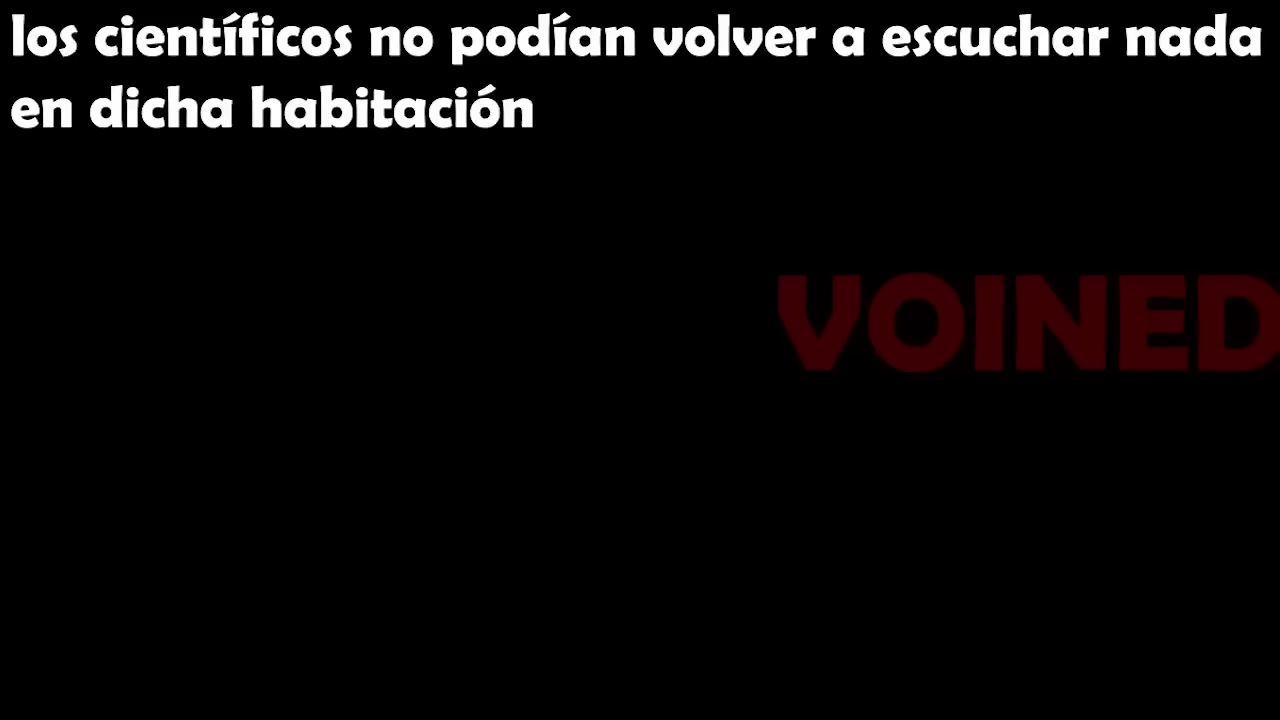 los científicos no podían volver a escuchar nada
en dicha habitación
VOINED